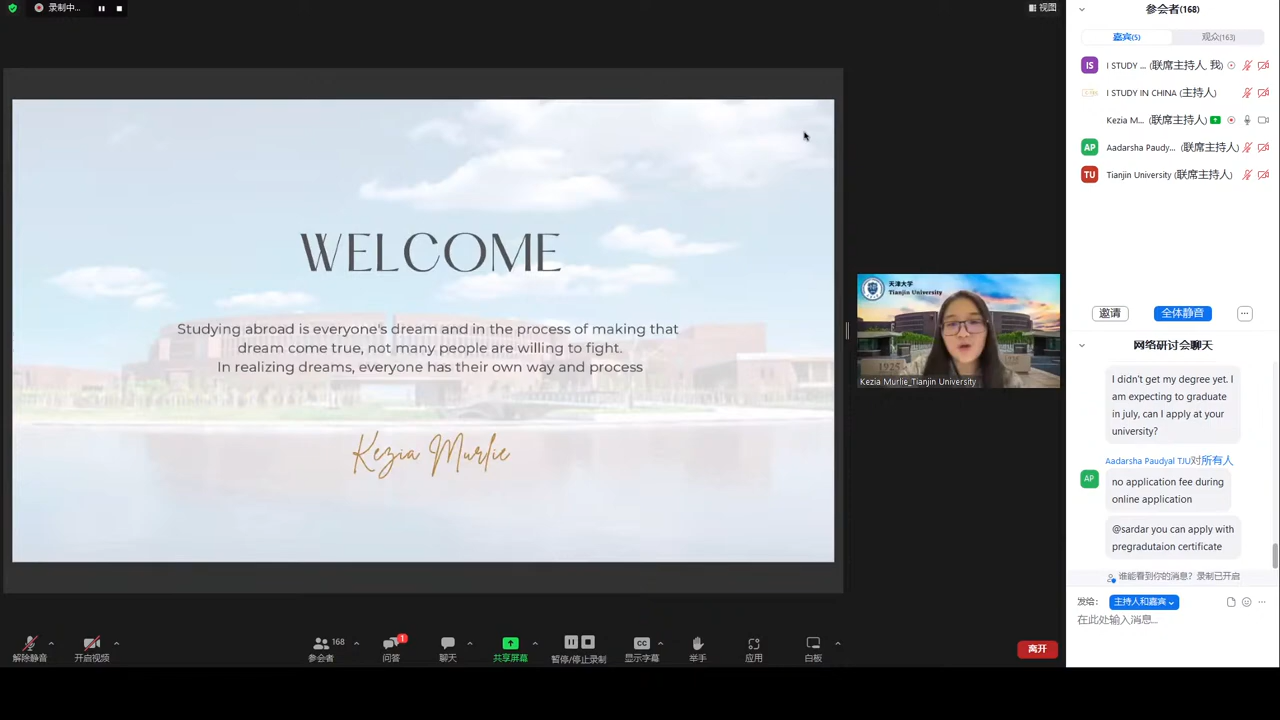 录制中...
视图
WELCOME
Studying abroad is everyone's dream and in the process of making that
dream come true, not many people are willing to fight.
In realizing dreams, everyone has their own way and process
Kezia Murlie
天津大学
Tianjin University
1925
Kezia Murlie_Tianjin University
参会者(168)
嘉宾(5)
观众(163)
IS I STUDY ... (联席主持人, 我)
I STUDY IN CHINA (主持人)
Kezia M... (联席主持人)
AP Aadarsha Paudy... (联席主持人)
TU Tianjin University (联席主持人)
邀请
全体静音
...
网络研讨会聊天
I didn't get my degree yet. I
am expecting to graduate
in july, can I apply at your
university?
Aadarsha Paudyal TJU对所有人
AP
no application fee during
online application
@sardar you can apply with
pregradutaion certificate
谁能看到你的消息? 录制已开启
发给: 主持人和嘉宾
在此处输入消息...
解除静音
开启视频
168
参会者
1
问答
聊天
共享屏幕
暂停/停止录制
CC
显示字幕
举手
应用
白板
离开